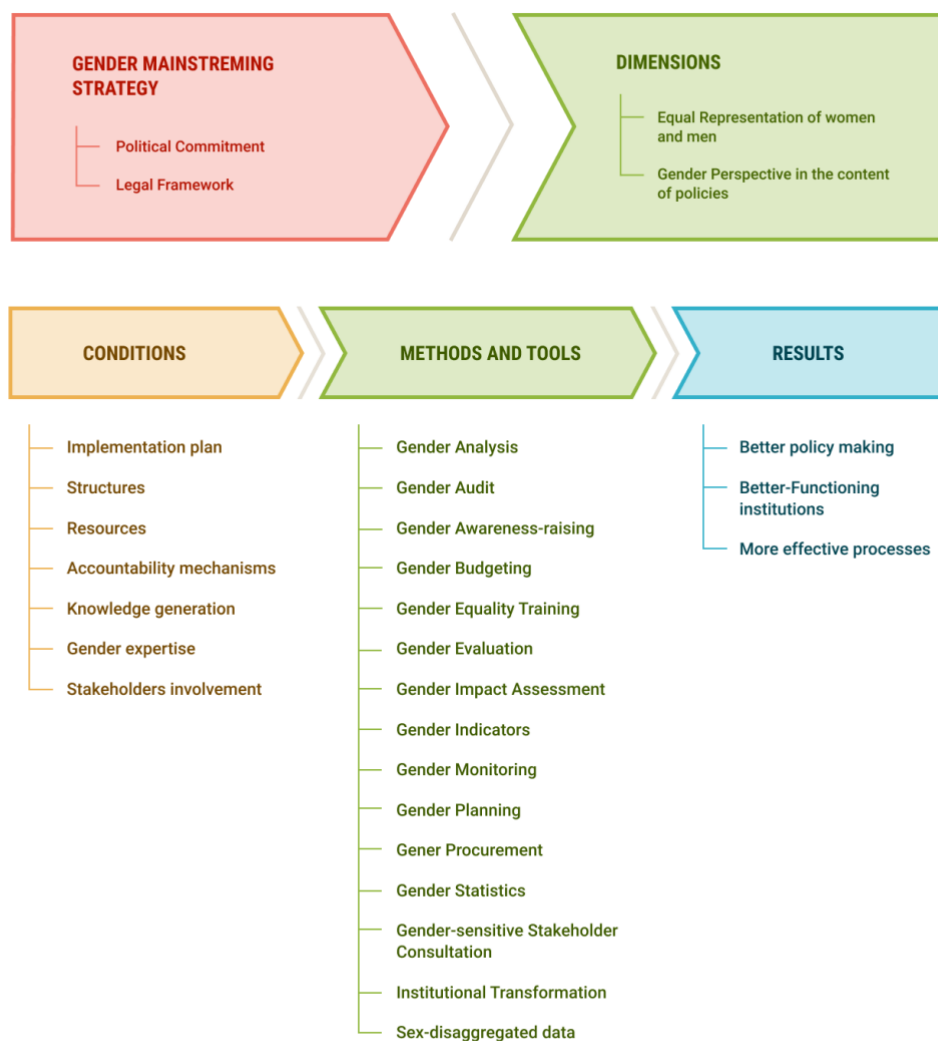 GENDER MAINSTREMING
STRATEGY
Political Commitment
Legal Framework
DIMENSIONS
Equal Representation of women
and men
Gender Perspective in the content
of policies
CONDITIONS
Implementation plan
Structures
Resources
Accountability mechanisms
Knowledge generation
Gender expertise
Stakeholders involvement
METHODS AND TOOLS
Gender Analysis
Gender Audit
Gender Awareness-raising
Gender Budgeting
Gender Equality Training
Gender Evaluation
Gender Impact Assessment
Gender Indicators
Gender Monitoring
Gender Planning
Gener Procurement
Gender Statistics
Gender-sensitive Stakeholder
Consultation
Institutional Transformation
Sex-disaggregated data
RESULTS
Better policy making
Better-Functioning
institutions
More effective processes